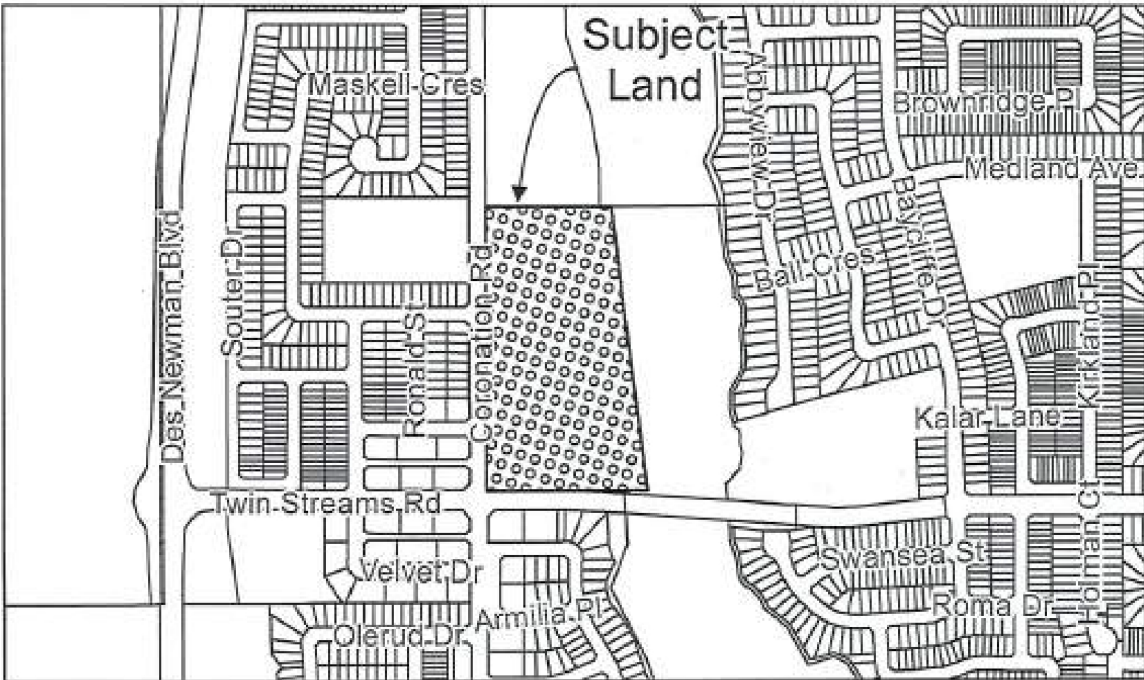 Subject
Land
Maskell Cres
Brownridge Pl
Medland Ave
Abbyview Dr
Baycliffe Dr
Ball Cres
Des Newman Blvd
Souter Dr
Ronald St
Coronation Rd
Kirkland Pl
Kalar Lane
Twin Streams Rd
Holman Ct
Swansea St
Velvet Dr
Armilia Pl
Roma Dr
Olerud Dr